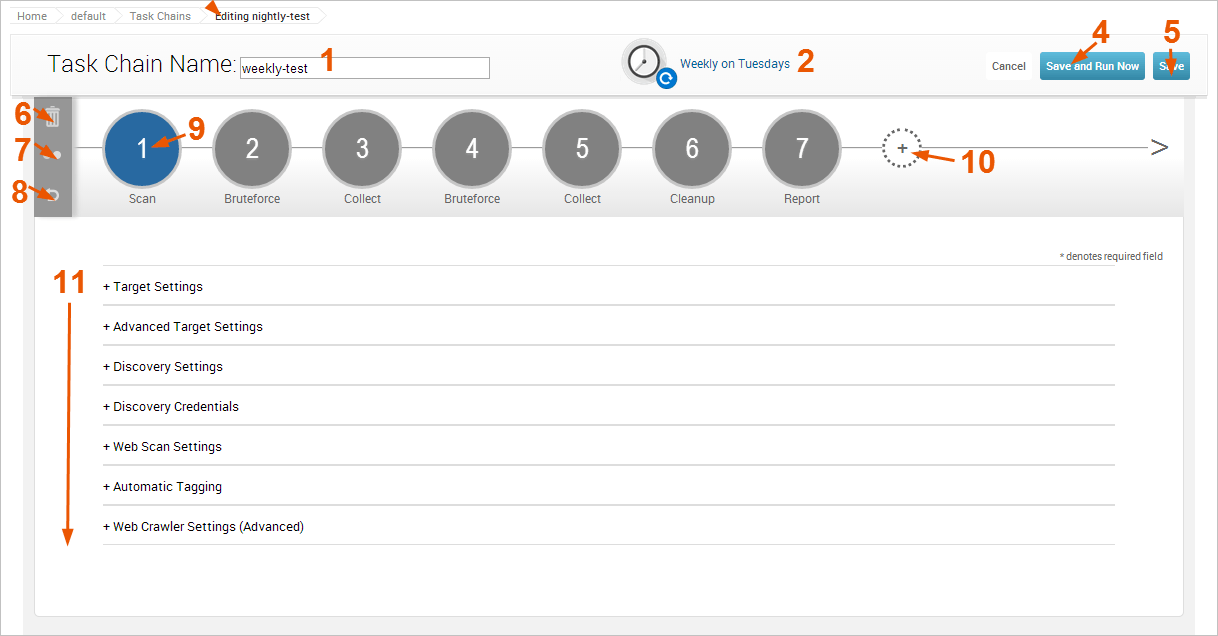 Home default Task Chains Editing nightly-test
Task Chain Name: weekly-test 1 Weekly on Tuesdays 2 Cancel Save and Run Now 4 Save 5
6
7
8
1 9 2 3 4 5 6 7 + 10 >
Scan Bruteforce Collect Bruteforce Collect Cleanup Report
* denotes required field
11
+ Target Settings
+ Advanced Target Settings
+ Discovery Settings
+ Discovery Credentials
+ Web Scan Settings
+ Automatic Tagging
+ Web Crawler Settings (Advanced)